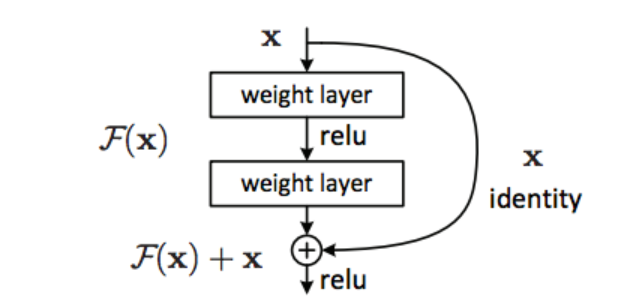 x
weight layer
F(x)
relu
x
weight layer
identity
F(x) + x
+
relu